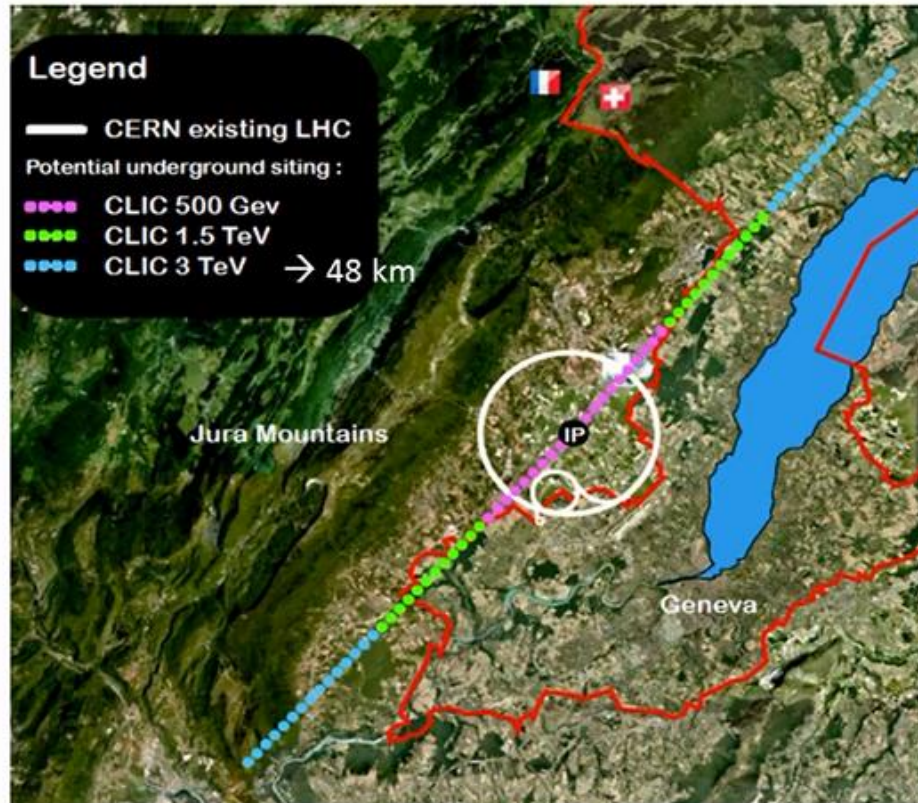 Legend
CERN existing LHC
Potential underground siting :
CLIC 500 Gev
CLIC 1.5 TeV
CLIC 3 TeV → 48 km
Jura Mountains
IP
Geneva